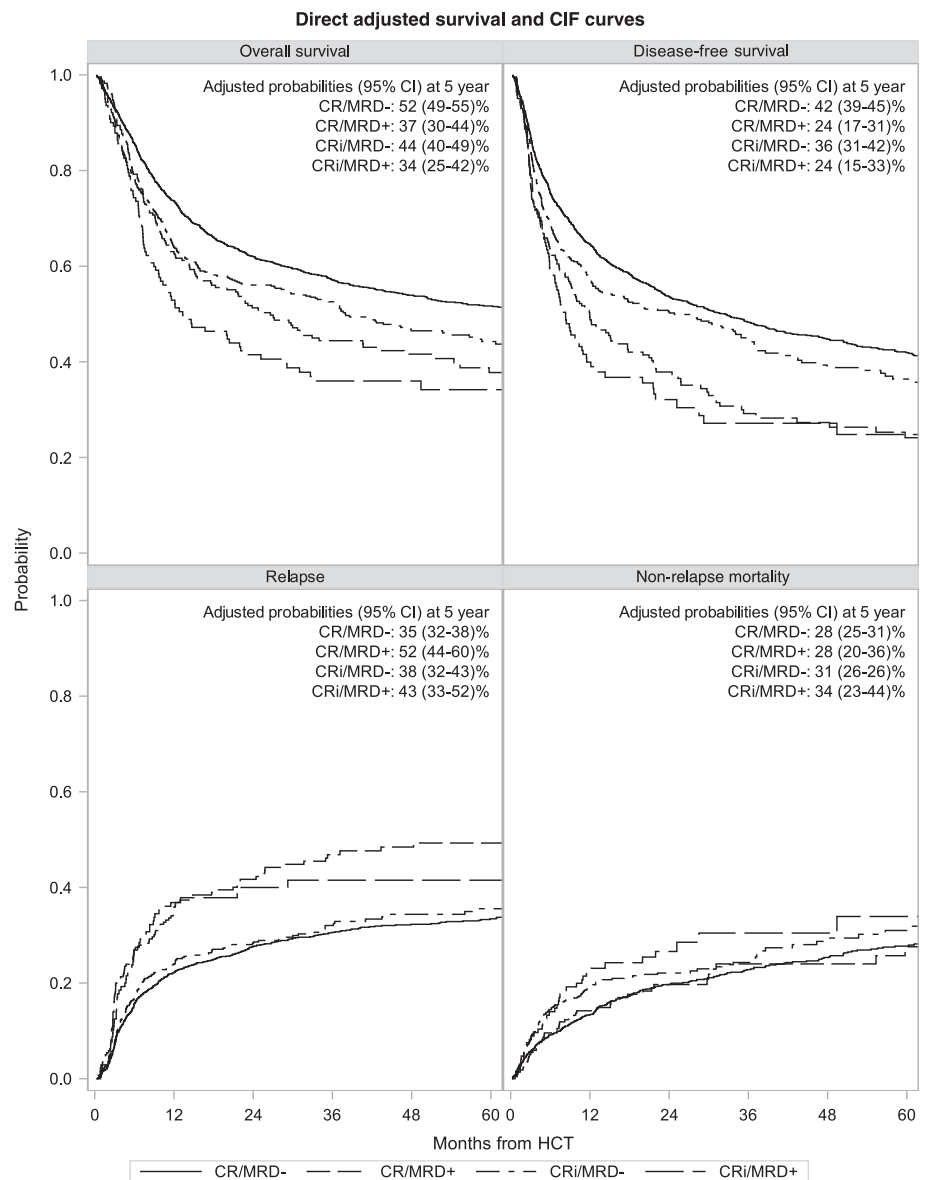 Direct adjusted survival and CIF curves
Overall survival
Disease-free survival
1.0
0.8
0.6
0.4
0.2
0.0
Adjusted probabilities (95% CI) at 5 year
CR/MRD-: 52 (49-55)%
CR/MRD+: 37 (30-44)%
CRi/MRD-: 44 (40-49)%
CRi/MRD+: 34 (25-42)%
Adjusted probabilities (95% CI) at 5 year
CR/MRD-: 42 (39-45)%
CR/MRD+: 24 (17-31)%
CRi/MRD-: 36 (31-42)%
CRi/MRD+: 24 (15-33)%
Probability
Relapse
Non-relapse mortality
1.0
0.8
0.6
0.4
0.2
0.0
Adjusted probabilities (95% CI) at 5 year
CR/MRD-: 35 (32-38)%
CR/MRD+: 52 (44-60)%
CRi/MRD-: 38 (32-43)%
CRi/MRD+: 43 (33-52)%
Adjusted probabilities (95% CI) at 5 year
CR/MRD-: 28 (25-31)%
CR/MRD+: 28 (20-36)%
CRi/MRD-: 31 (26-26)%
CRi/MRD+: 34 (23-44)%
0 12 24 36 48 60 0 12 24 36 48 60
Months from HCT
CR/MRD- CR/MRD+ CRi/MRD- CRi/MRD+